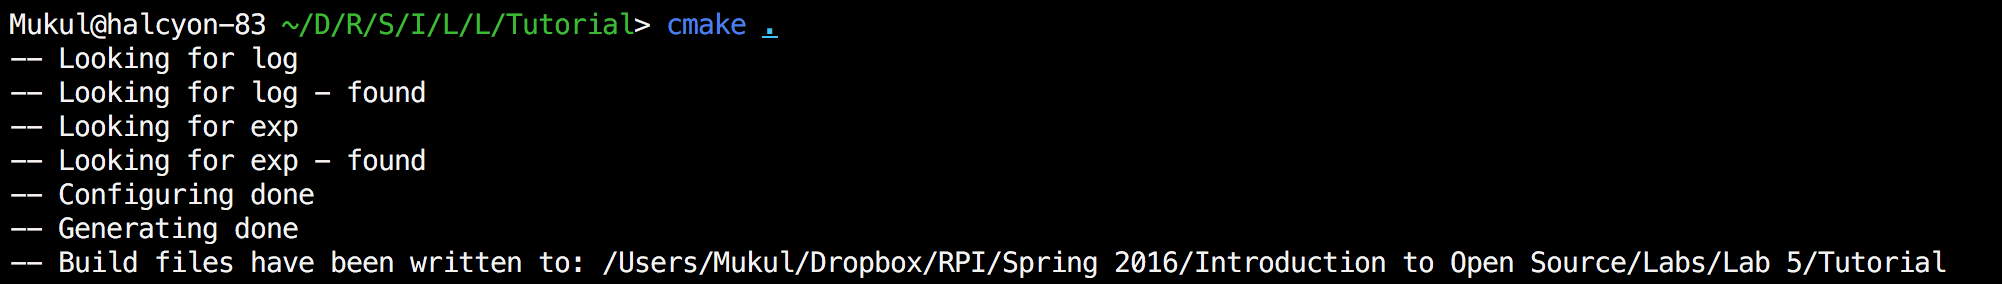 Mukul@halcyon-83 ~/D/R/S/I/L/L/Tutorial> cmake .
-- Looking for log
-- Looking for log - found
-- Looking for exp
-- Looking for exp - found
-- Configuring done
-- Generating done
-- Build files have been written to: /Users/Mukul/Dropbox/RPI/Spring 2016/Introduction to Open Source/Labs/Lab 5/Tutorial